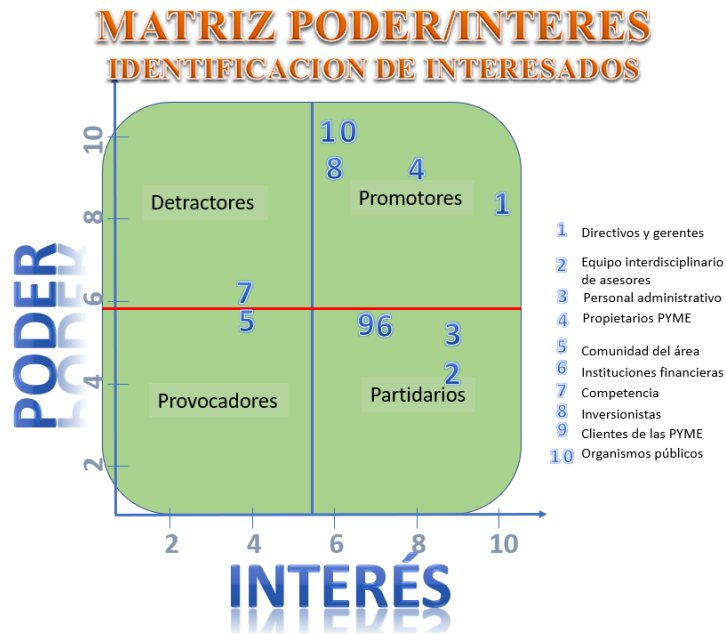 MATRIZ PODER/INTERES
IDENTIFICACION DE INTERESADOS
PODER
10
8
6
4
2
Detractores
Promotores
Provocadores
Partidarios
10
8
4
1
7
5
9
6
3
2
2
4
6
8
10
INTERÉS
1 Directivos y gerentes
2 Equipo interdisciplinario
de asesores
3 Personal administrativo
4 Propietarios PYME
5 Comunidad del área
6 Instituciones financieras
7 Competencia
8 Inversionistas
9 Clientes de las PYME
10 Organismos públicos